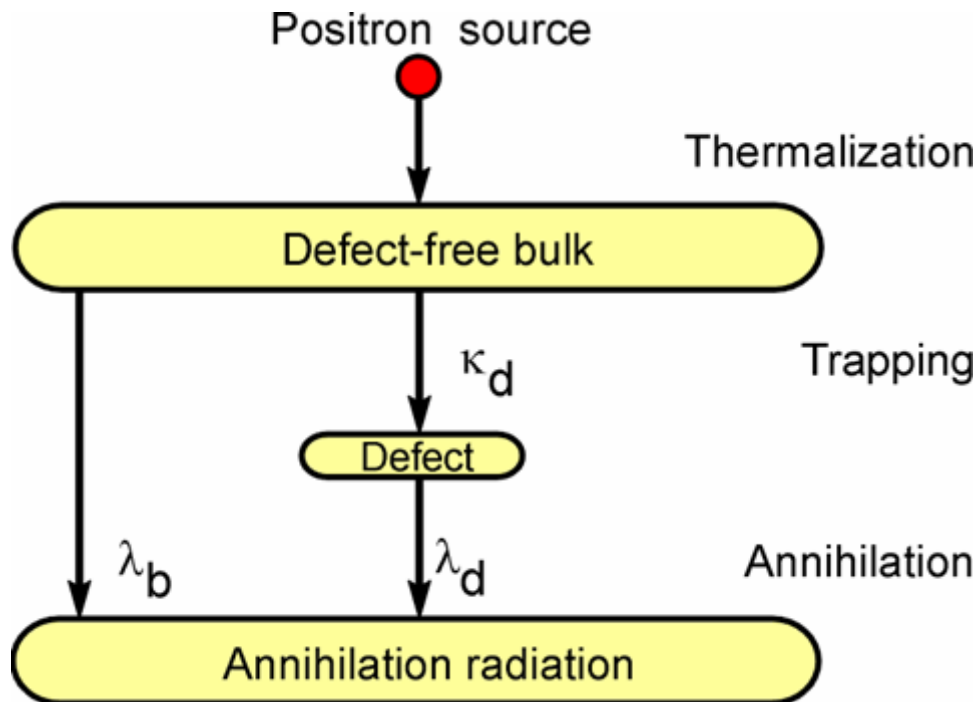 Positron source
Thermalization
Defect-free bulk
κd
Trapping
Defect
λb
λd
Annihilation
Annihilation radiation